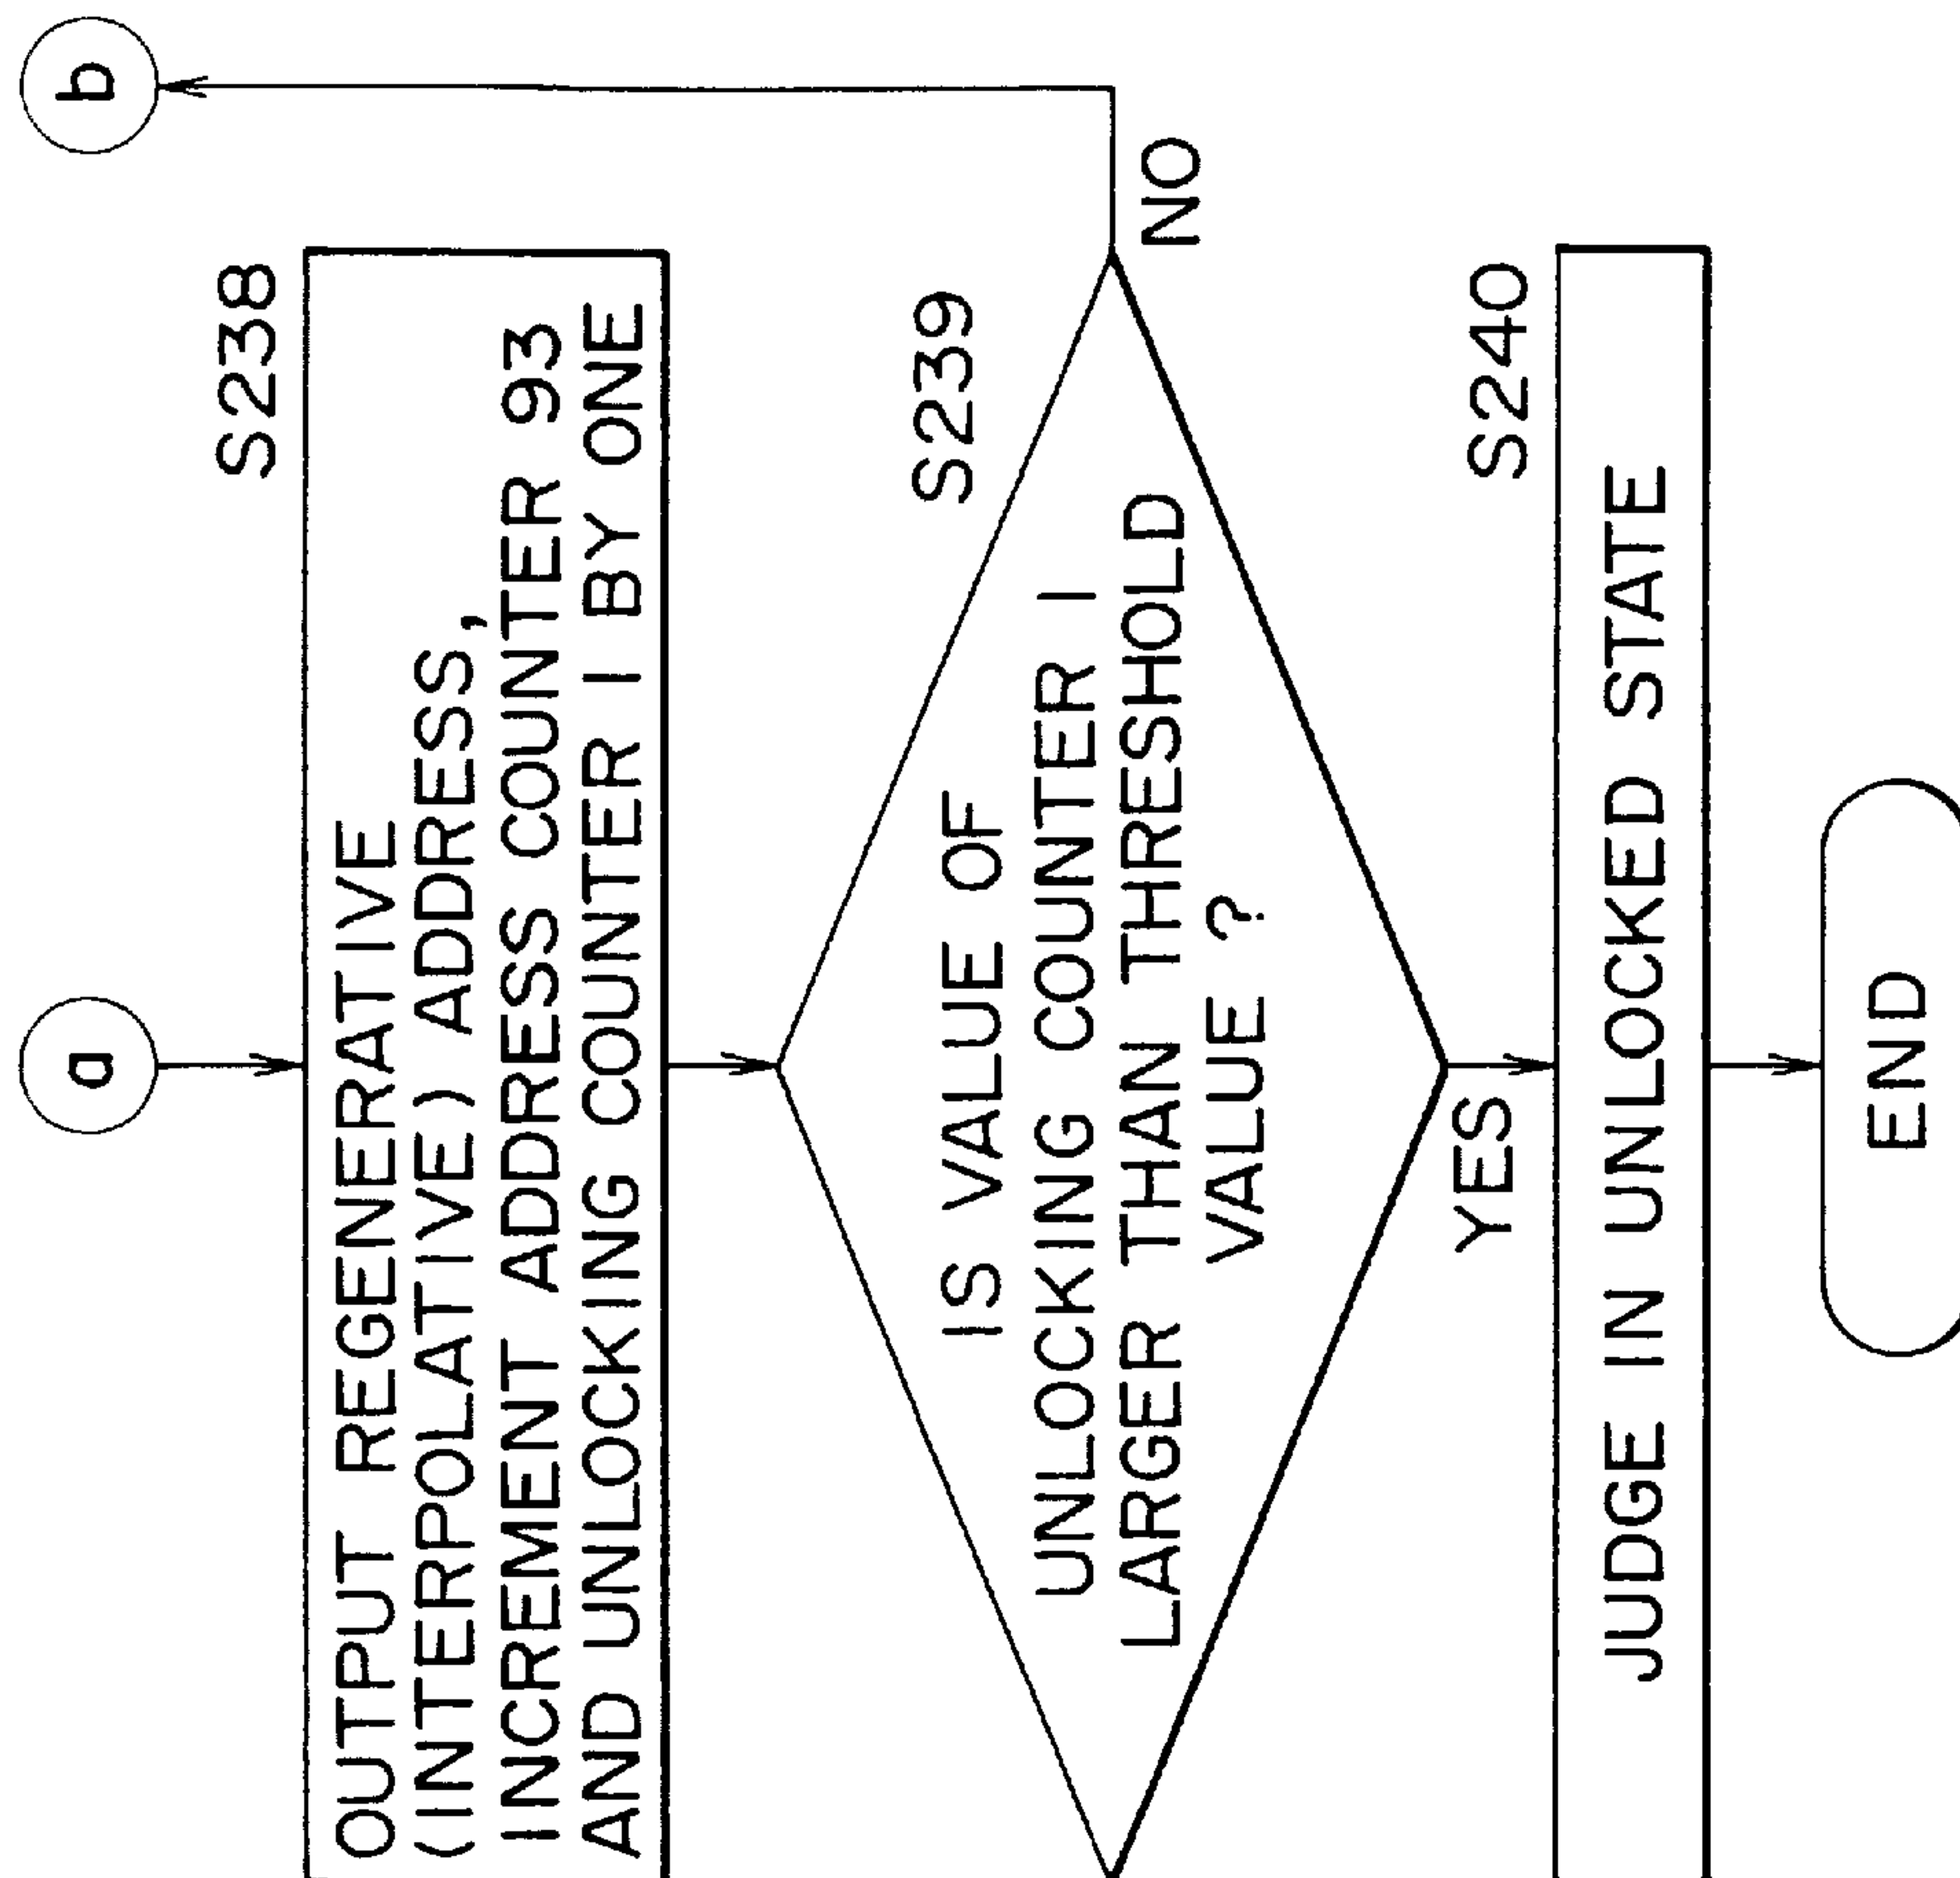 a
b
S238
OUTPUT REGENERATIVE
(INTERPOLATIVE) ADDRESS,
INCREMENT ADDRESS COUNTER 93
AND UNLOCKING COUNTER I BY ONE
S239
IS VALUE OF
UNLOCKING COUNTER I
LARGER THAN THRESHOLD
VALUE ?
NO
YES
S240
JUDGE IN UNLOCKED STATE
END